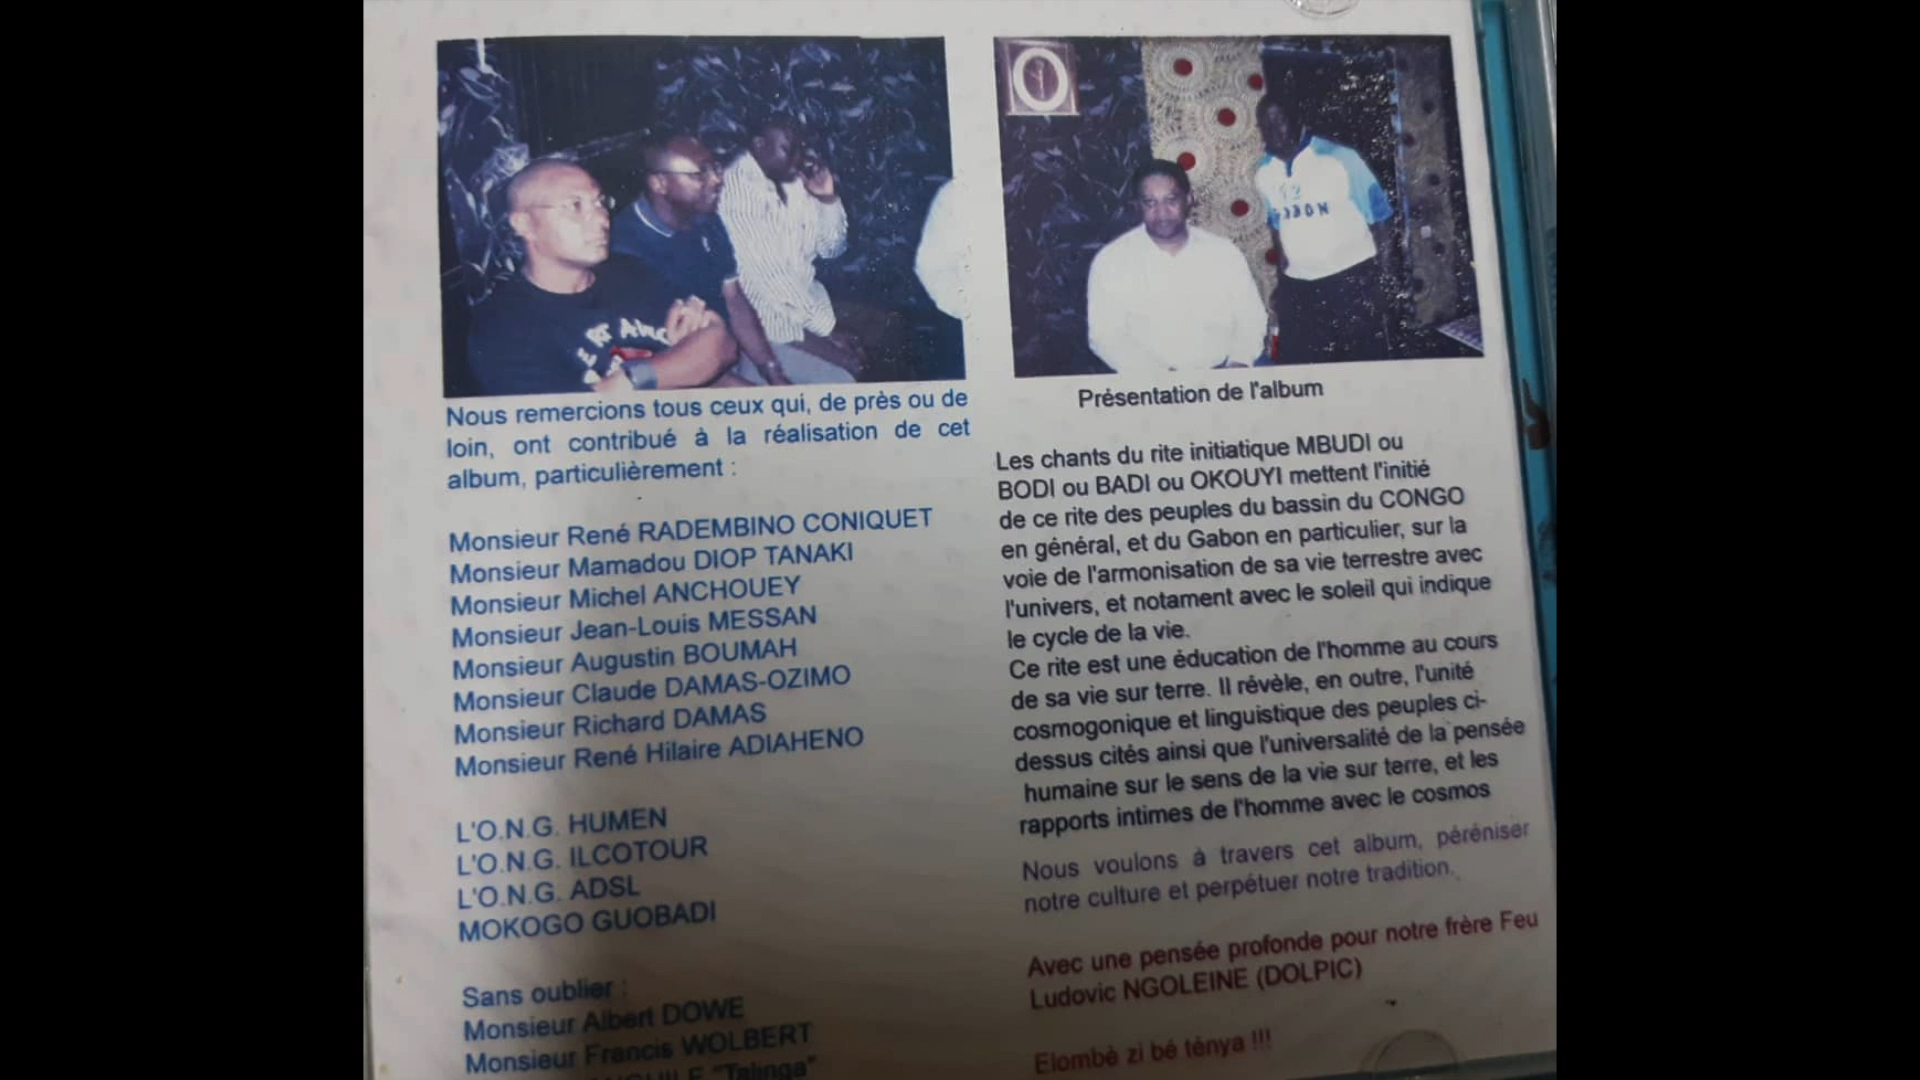 Nous remercions tous ceux qui, de près ou de
loin, ont contribué à la réalisation de cet
album, particulièrement :
Monsieur René RADEMBINO CONIQUET
Monsieur Mamadou DIOP TANAKI
Monsieur Michel ANCHOUEY
Monsieur Jean-Louis MESSAN
Monsieur Augustin BOUMAH
Monsieur Claude DAMAS-OZIMO
Monsieur Richard DAMAS
Monsieur René Hilaire ADIAHENO
L'O.N.G. HUMEN
L'O.N.G. ILCOTOUR
L'O.N.G. ADSL
MOKOGO GUOBADI
Sans oublier :
Monsieur Albert DOWE
Monsieur Francis WOLBERT
"Talinga"
Présentation de l'album
Les chants du rite initiatique MBUDI ou
BODI ou BADI ou OKOUYI mettent l'initié
de ce rite des peuples du bassin du CONGO
en général, et du Gabon en particulier, sur la
voie de l'armonisation de sa vie terrestre avec
l'univers, et notament avec le soleil qui indique
le cycle de la vie.
Ce rite est une éducation de l'homme au cours
de sa vie sur terre. Il révèle, en outre, l'unité
cosmogonique et linguistique des peuples ci-
dessus cités ainsi que l'universalité de la pensée
humaine sur le sens de la vie sur terre, et les
rapports intimes de l'homme avec le cosmos
Nous voulons à travers cet album, péréniser
notre culture et perpétuer notre tradition.
Avec une pensée profonde pour notre frère Feu
Ludovic NGOLEINE (DOLPIC)
Elombè zi bé ténya !!!